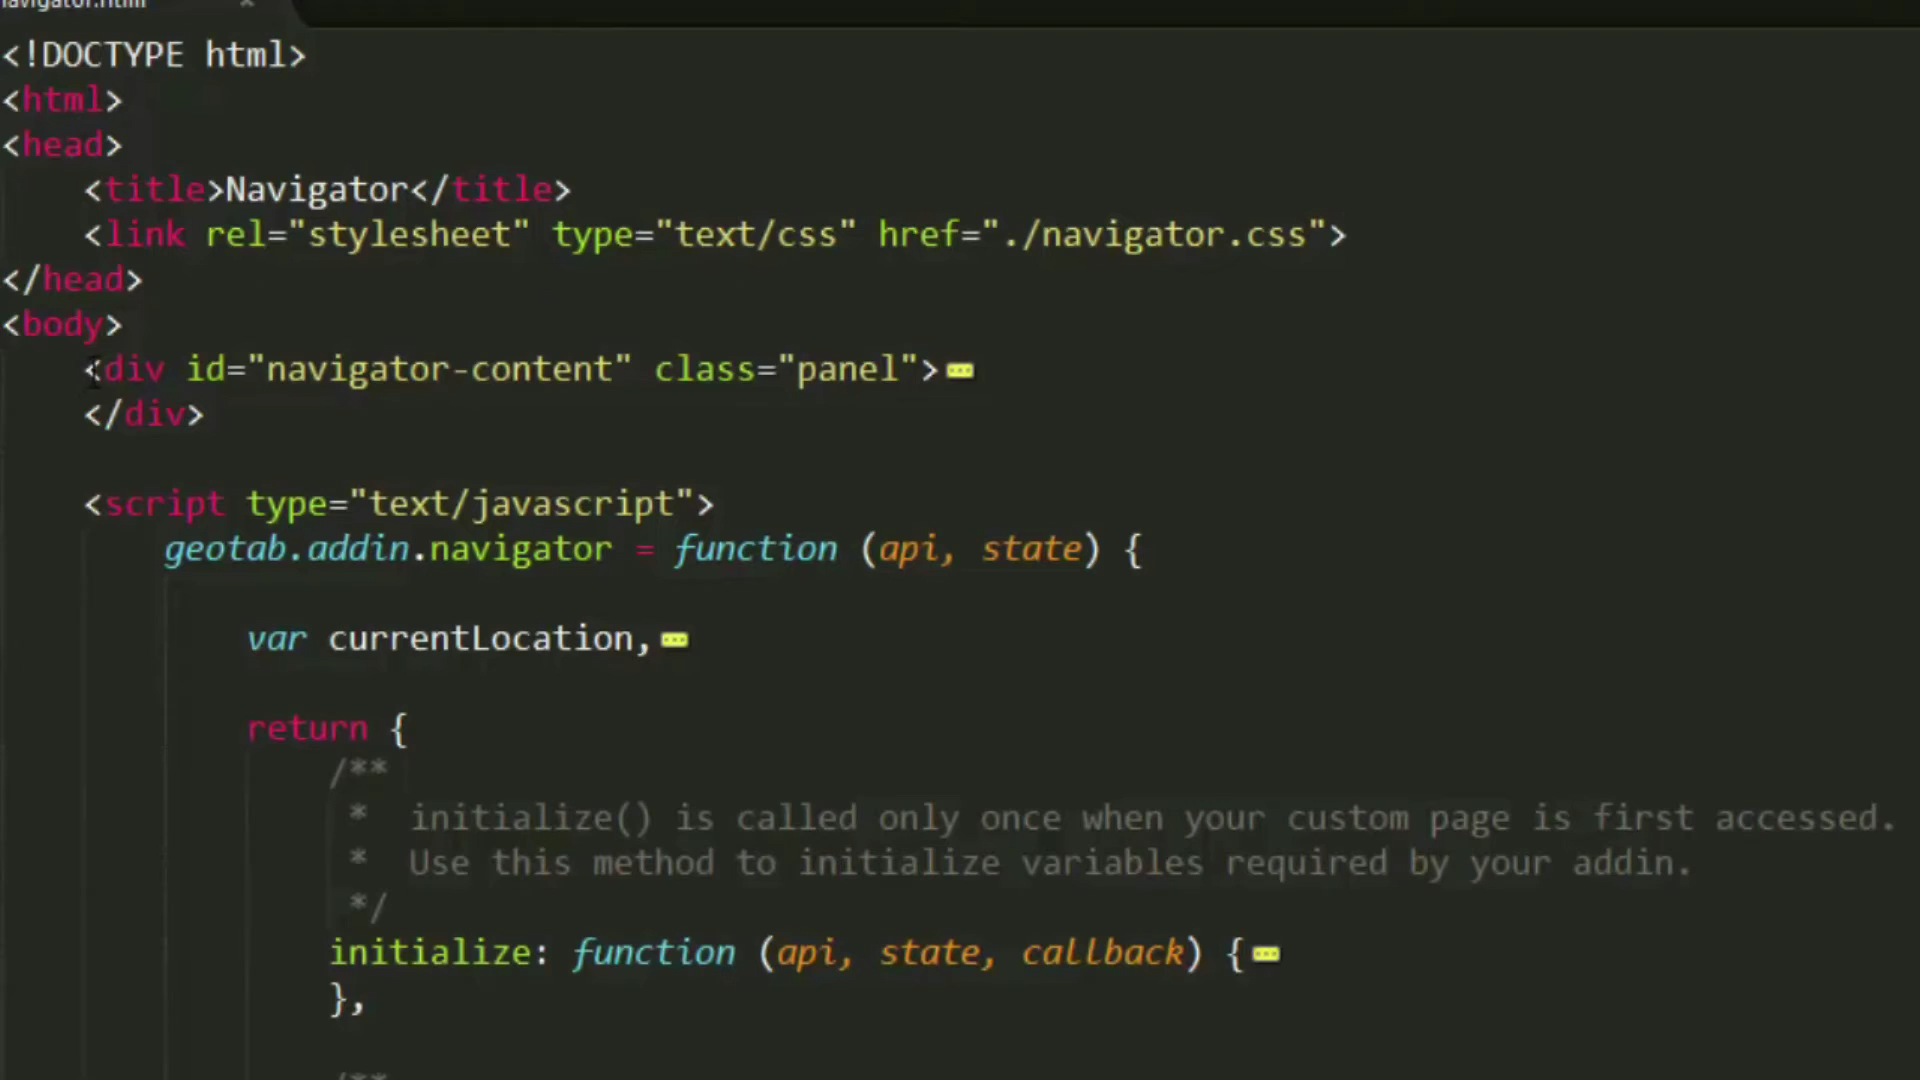 navigator.html ×
<!DOCTYPE html>
<html>
<head>
<title>Navigator</title>
<link rel="stylesheet" type="text/css" href="./navigator.css">
</head>
<body>
<div id="navigator-content" class="panel">
</div>
<script type="text/javascript">
geotab.addin.navigator = function (api, state) {
var currentLocation,
return {
/**
* initialize() is called only once when your custom page is first accessed.
* Use this method to initialize variables required by your addin.
*/
initialize: function (api, state, callback) {
},
/**